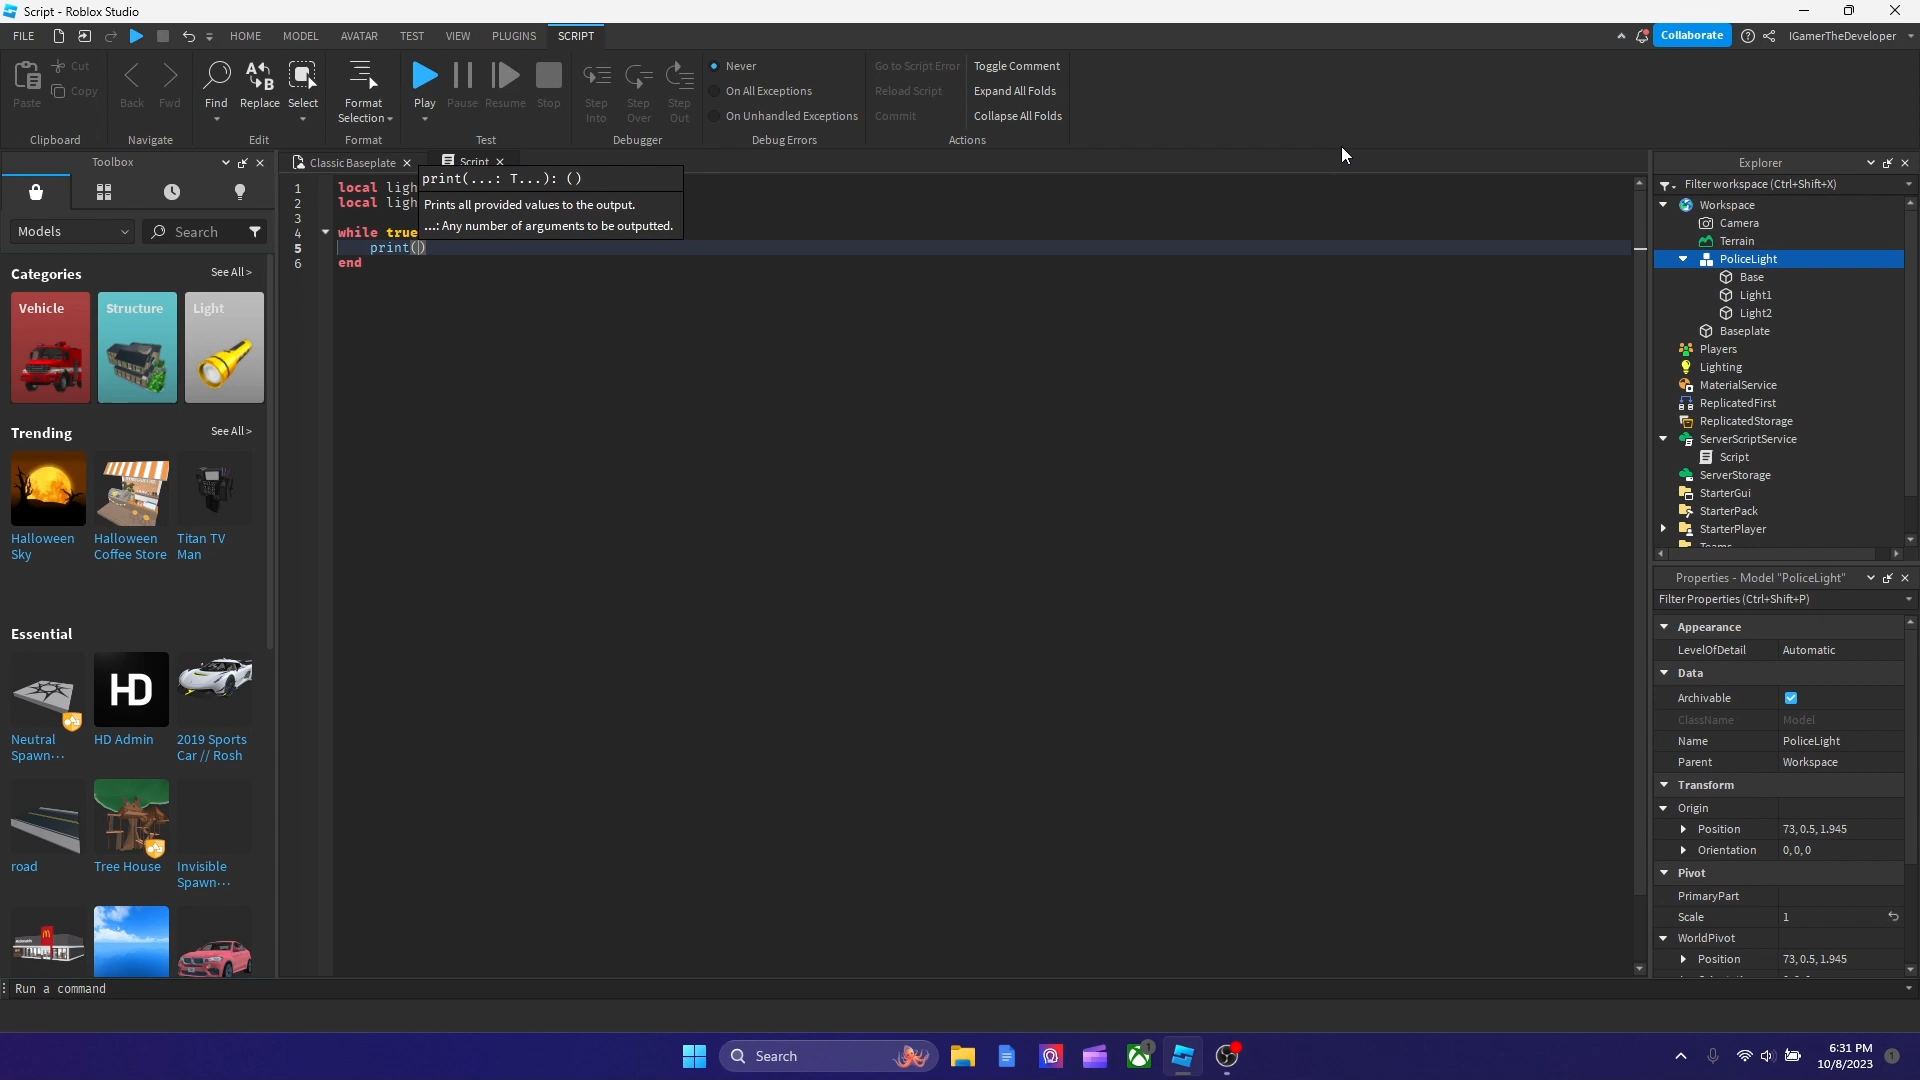 Script - Roblox Studio
FILE
HOME
MODEL
AVATAR
TEST
VIEW
PLUGINS
SCRIPT
Collaborate
IGamerTheDeveloper
Paste
Cut
Copy
Clipboard
Back
Fwd
Navigate
Find
Replace
Select
Edit
Format
Selection
Format
Play
Pause
Resume
Stop
Test
Step
Into
Step
Over
Step
Out
Debugger
Never
On All Exceptions
On Unhandled Exceptions
Debug Errors
Go to Script Error
Reload Script
Commit
Toggle Comment
Expand All Folds
Collapse All Folds
Actions
Toolbox
Models
Search
Categories
See All >
Vehicle
Structure
Light
Trending
See All >
Halloween
Sky
Halloween
Coffee Store
Titan TV
Man
Essential
Neutral
Spawn...
HD
HD Admin
2019 Sports
Car // Rosh
road
Tree House
Invisible
Spawn...
Classic Baseplate
Script
1 local ligh
2 local ligh
3
4 while true
5 print()
6 end
print(...: T...): ()
Prints all provided values to the output.
...: Any number of arguments to be outputted.
Explorer
Filter workspace (Ctrl+Shift+X)
Workspace
Camera
Terrain
PoliceLight
Base
Light1
Light2
Baseplate
Players
Lighting
MaterialService
ReplicatedFirst
ReplicatedStorage
ServerScriptService
Script
ServerStorage
StarterGui
StarterPack
StarterPlayer
Teams
Properties - Model "PoliceLight"
Filter Properties (Ctrl+Shift+P)
Appearance
LevelOfDetail Automatic
Data
Archivable
ClassName Model
Name PoliceLight
Parent Workspace
Transform
Origin
Position 73, 0.5, 1.945
Orientation 0, 0, 0
Pivot
PrimaryPart
Scale 1
WorldPivot
Position 73, 0.5, 1.945
Run a command
Search
1
6:31 PM
10/8/2023
1